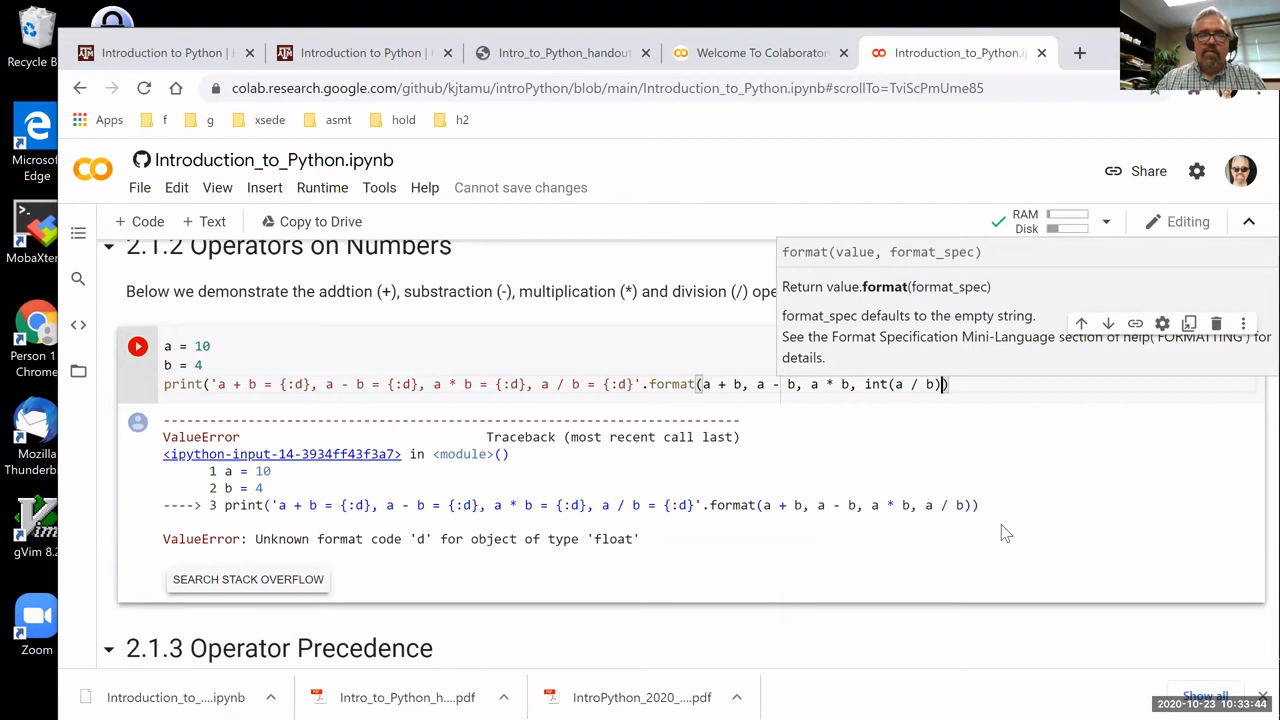 Recycle B
Introduction to Python |
Introduction to Python |
Intro_to_Python_handout
Welcome To Colaborator
Introduction_to_Python.i
colab.research.google.com/github/kjtamu/introPython/blob/main/Introduction_to_Python.ipynb#scrollTo=TviScPmUme85
Apps
f
g
xsede
asmt
hold
h2
Microsof
Edge
Introduction_to_Python.ipynb
Share
File Edit View Insert Runtime Tools Help Cannot save changes
+ Code + Text Copy to Drive
RAM
Disk
Editing
MobaXter
2.1.2 Operators on Numbers
format(value, format_spec)
Return value.format(format_spec)
format_spec defaults to the empty string.
See the Format Specification Mini-Language section of help('FORMATTING') for
details.
Below we demonstrate the addtion (+), substraction (-), multiplication (*) and division (/) ope
Person 1
Chrome
a = 10
b = 4
print('a + b = {:d}, a - b = {:d}, a * b = {:d}, a / b = {:d}'.format(a + b, a - b, a * b, int(a / b))
---------------------------------------------------------------------------
ValueError Traceback (most recent call last)
<ipython-input-14-3934ff43f3a7> in <module>()
1 a = 10
2 b = 4
----> 3 print('a + b = {:d}, a - b = {:d}, a * b = {:d}, a / b = {:d}'.format(a + b, a - b, a * b, a / b))
ValueError: Unknown format code 'd' for object of type 'float'
SEARCH STACK OVERFLOW
Mozilla
Thunderb
gVim 8.2
Zoom
2.1.3 Operator Precedence
Introduction_to_....ipynb
Intro_to_Python_h....pdf
IntroPython_2020_....pdf
Show all
2020-10-23 10:33:44